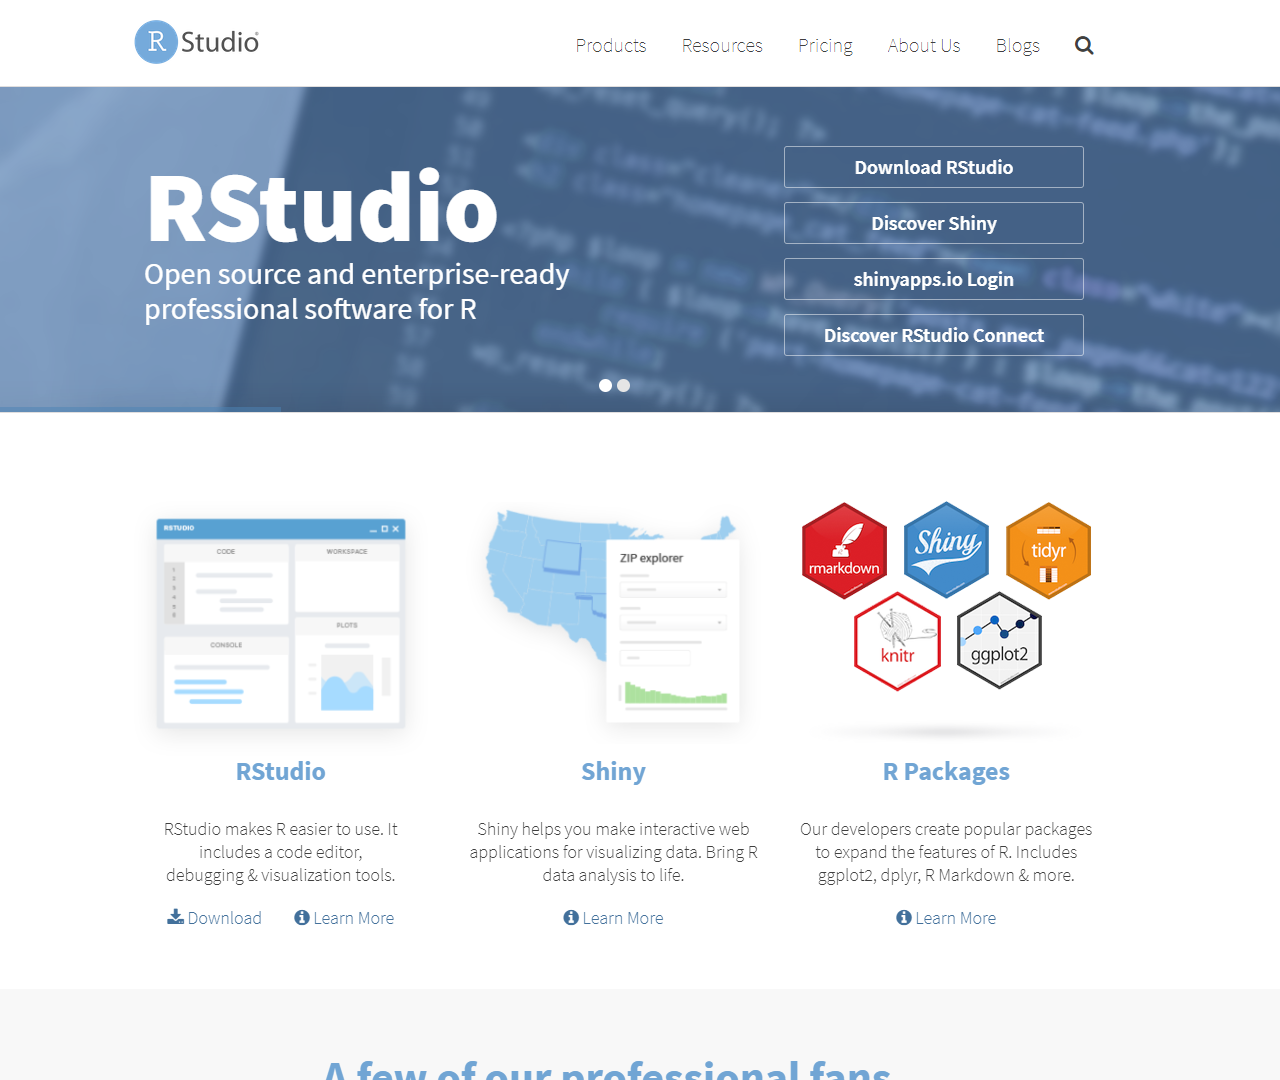 R Studio
Products Resources Pricing About Us Blogs
RStudio
Open source and enterprise-ready
professional software for R
Download RStudio
Discover Shiny
shinyapps.io Login
Discover RStudio Connect
RSTUDIO
CODE
WORKSPACE
PLOTS
CONSOLE
ZIP explorer
rmarkdown
Shiny
tidyr
knitr
ggplot2
RStudio
RStudio makes R easier to use. It
includes a code editor,
debugging & visualization tools.
Download Learn More
Shiny
Shiny helps you make interactive web
applications for visualizing data. Bring R
data analysis to life.
Learn More
R Packages
Our developers create popular packages
to expand the features of R. Includes
ggplot2, dplyr, R Markdown & more.
Learn More
A few of our professional fans